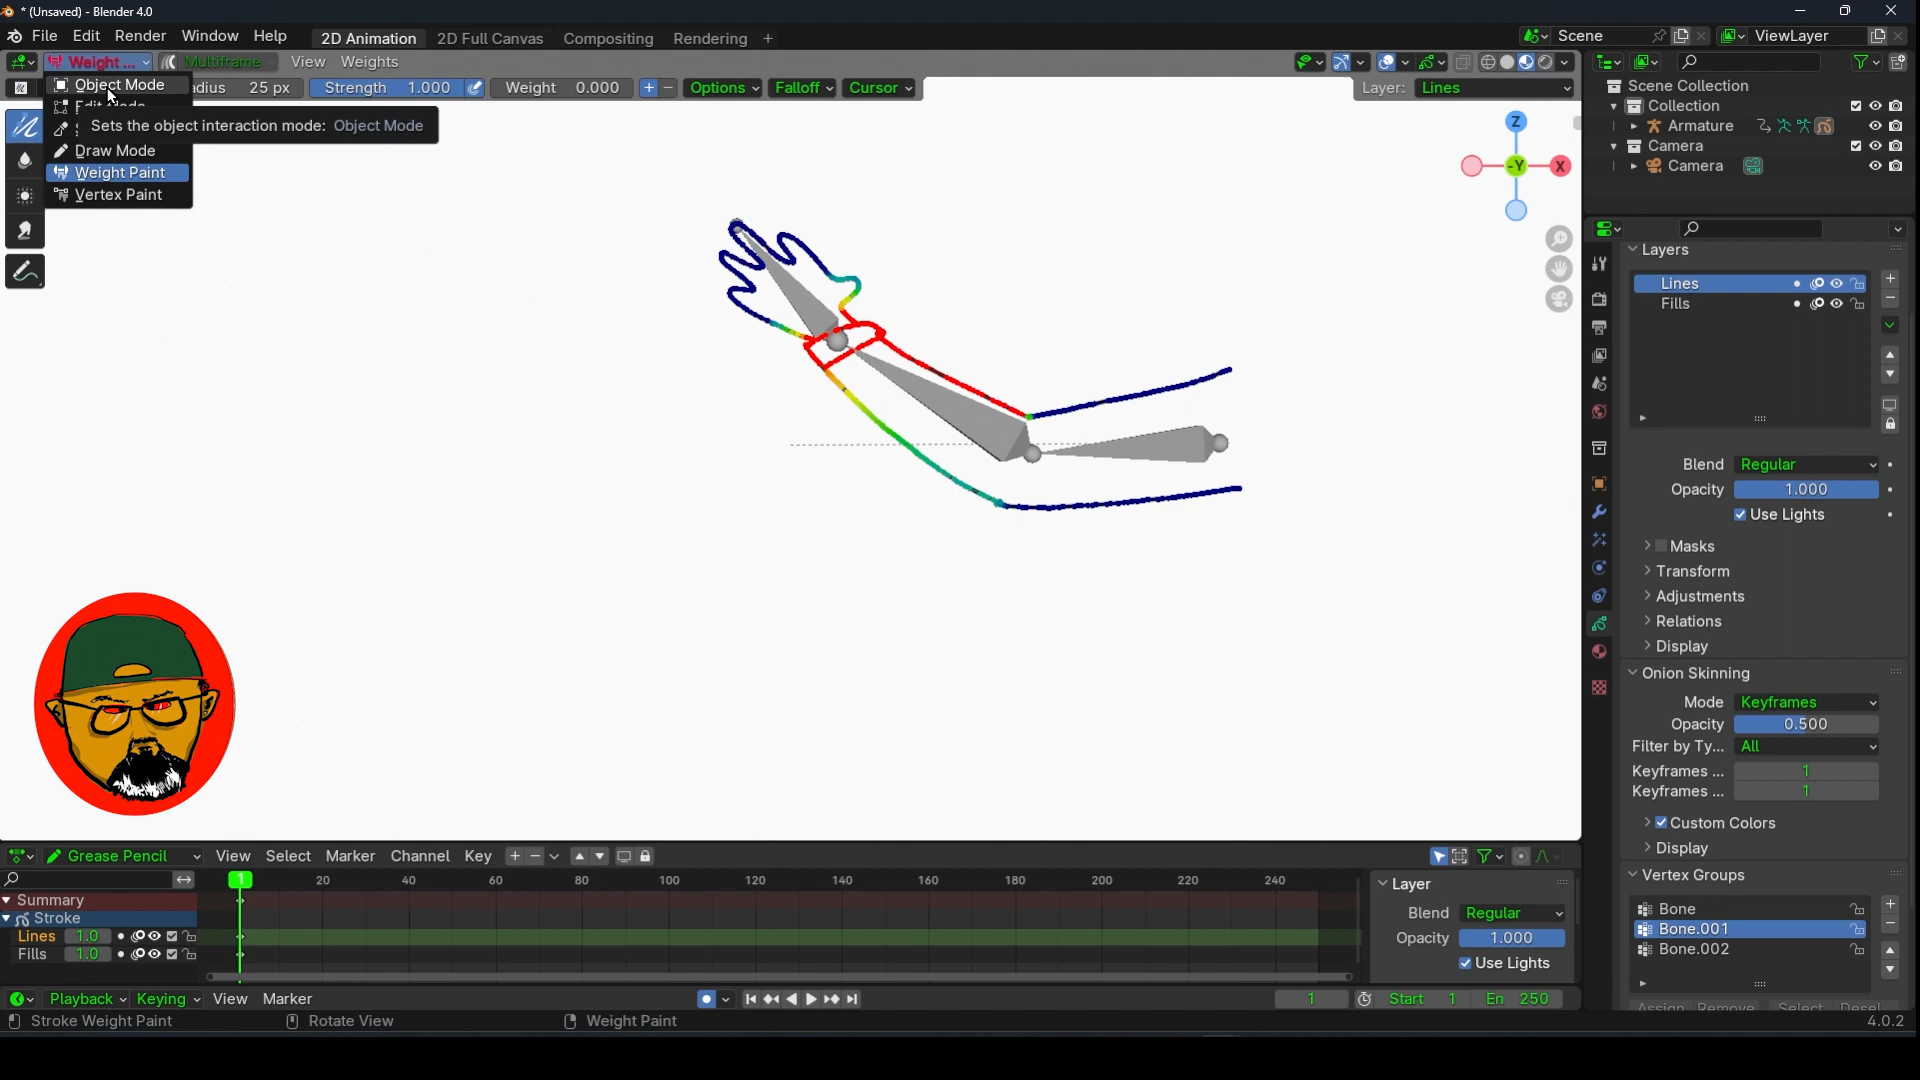 * (Unsaved) - Blender 4.0
File Edit Render Window Help 2D Animation 2D Full Canvas Compositing Rendering + Scene ViewLayer
Weight ... Multiframe View Weights
Object Mode
dius 25 px Strength 1.000 Weight 0.000 + − Options Falloff Cursor Layer: Lines
Sets the object interaction mode: Object Mode
Draw Mode
Weight Paint
Vertex Paint
Z
-Y X
Scene Collection
Collection
Armature
Camera
Camera
Layers
Lines
Fills
Blend Regular
Opacity 1.000
Use Lights
Masks
Transform
Adjustments
Relations
Display
Onion Skinning
Mode Keyframes
Opacity 0.500
Filter by Ty... All
Keyframes ... 1
Keyframes ... 1
Custom Colors
Display
Vertex Groups
Bone
Bone.001
Bone.002
Assign Remove Select Desel
Grease Pencil View Select Marker Channel Key + −
1 20 40 60 80 100 120 140 160 180 200 220 240
Summary
Stroke
Lines 1.0
Fills 1.0
Layer
Blend Regular
Opacity 1.000
Use Lights
Playback Keying View Marker 1 Start 1 En 250
Stroke Weight Paint Rotate View Weight Paint 4.0.2